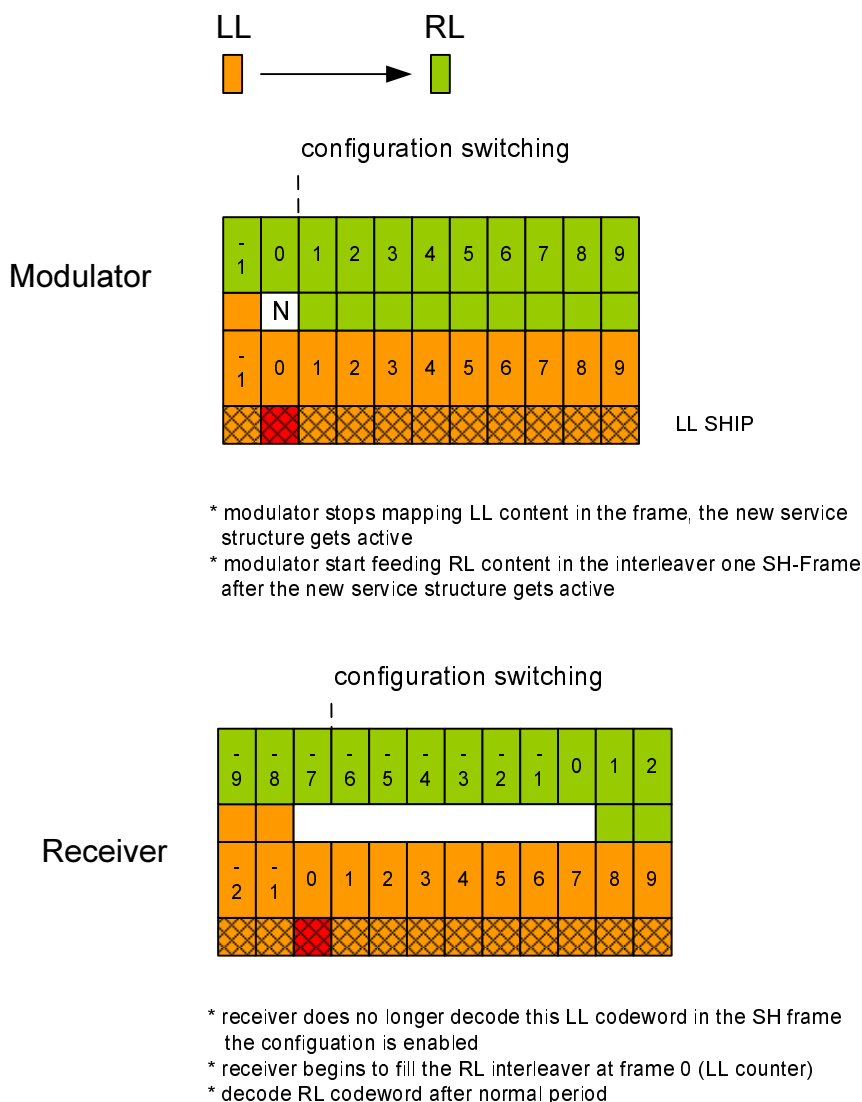 LL RL
configuration switching
Modulator
-1 0 1 2 3 4 5 6 7 8 9
N
-1 0 1 2 3 4 5 6 7 8 9
LL SHIP
* modulator stops mapping LL content in the frame, the new service
structure gets active
* modulator start feeding RL content in the interleaver one SH-Frame
after the new service structure gets active
configuration switching
-9 -8 -7 -6 -5 -4 -3 -2 -1 0 1 2
Receiver
-2 -1 0 1 2 3 4 5 6 7 8 9
* receiver does no longer decode this LL codeword in the SH frame
the configuation is enabled
* receiver begins to fill the RL interleaver at frame 0 (LL counter)
* decode RL codeword after normal period